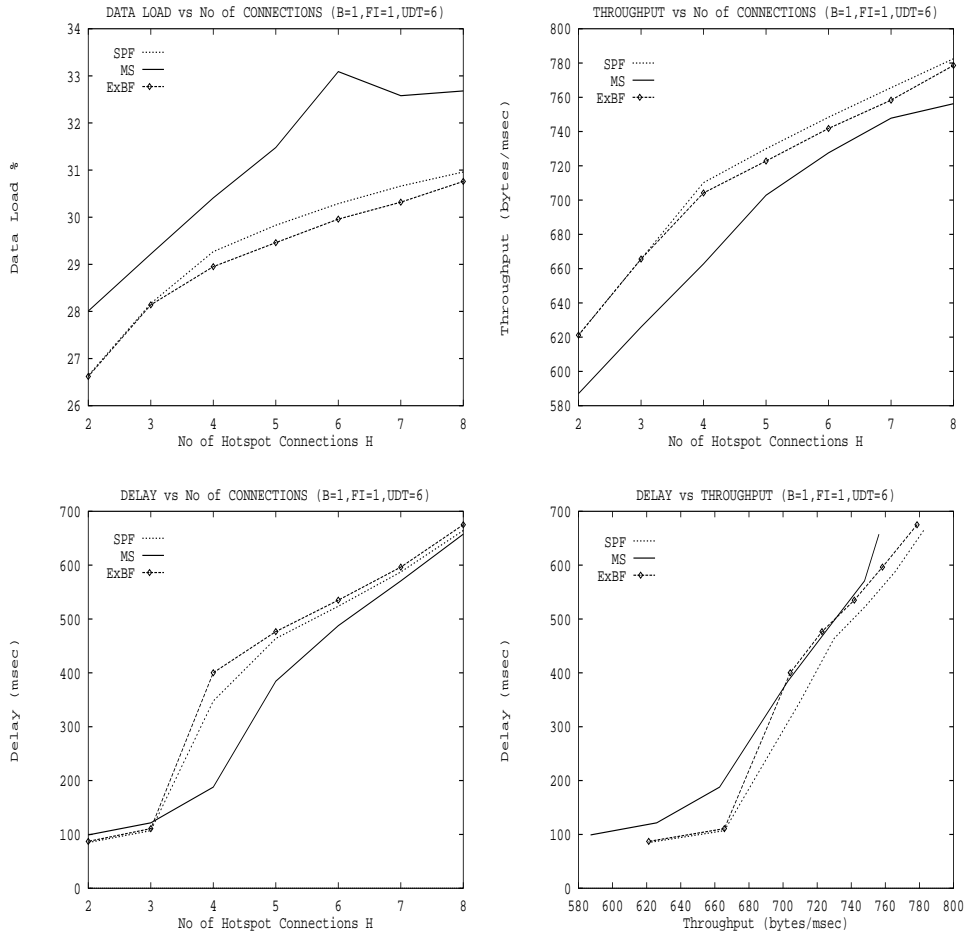 DATA LOAD vs No of CONNECTIONS (B=1,FI=1,UDT=6)
34
33
32
31
30
29
28
27
26
SPF
MS
ExBF
Data Load %
2 3 4 5 6 7 8
No of Hotspot Connections H
THROUGHPUT vs No of CONNECTIONS (B=1,FI=1,UDT=6)
800
780
760
740
720
700
680
660
640
620
600
580
SPF
MS
ExBF
Throughput (bytes/msec)
2 3 4 5 6 7 8
No of Hotspot Connections H
DELAY vs No of CONNECTIONS (B=1,FI=1,UDT=6)
700
600
500
400
300
200
100
0
SPF
MS
ExBF
Delay (msec)
2 3 4 5 6 7 8
No of Hotspot Connections H
DELAY vs THROUGHPUT (B=1,FI=1,UDT=6)
700
600
500
400
300
200
100
0
SPF
MS
ExBF
Delay (msec)
580 600 620 640 660 680 700 720 740 760 780 800
Throughput (bytes/msec)